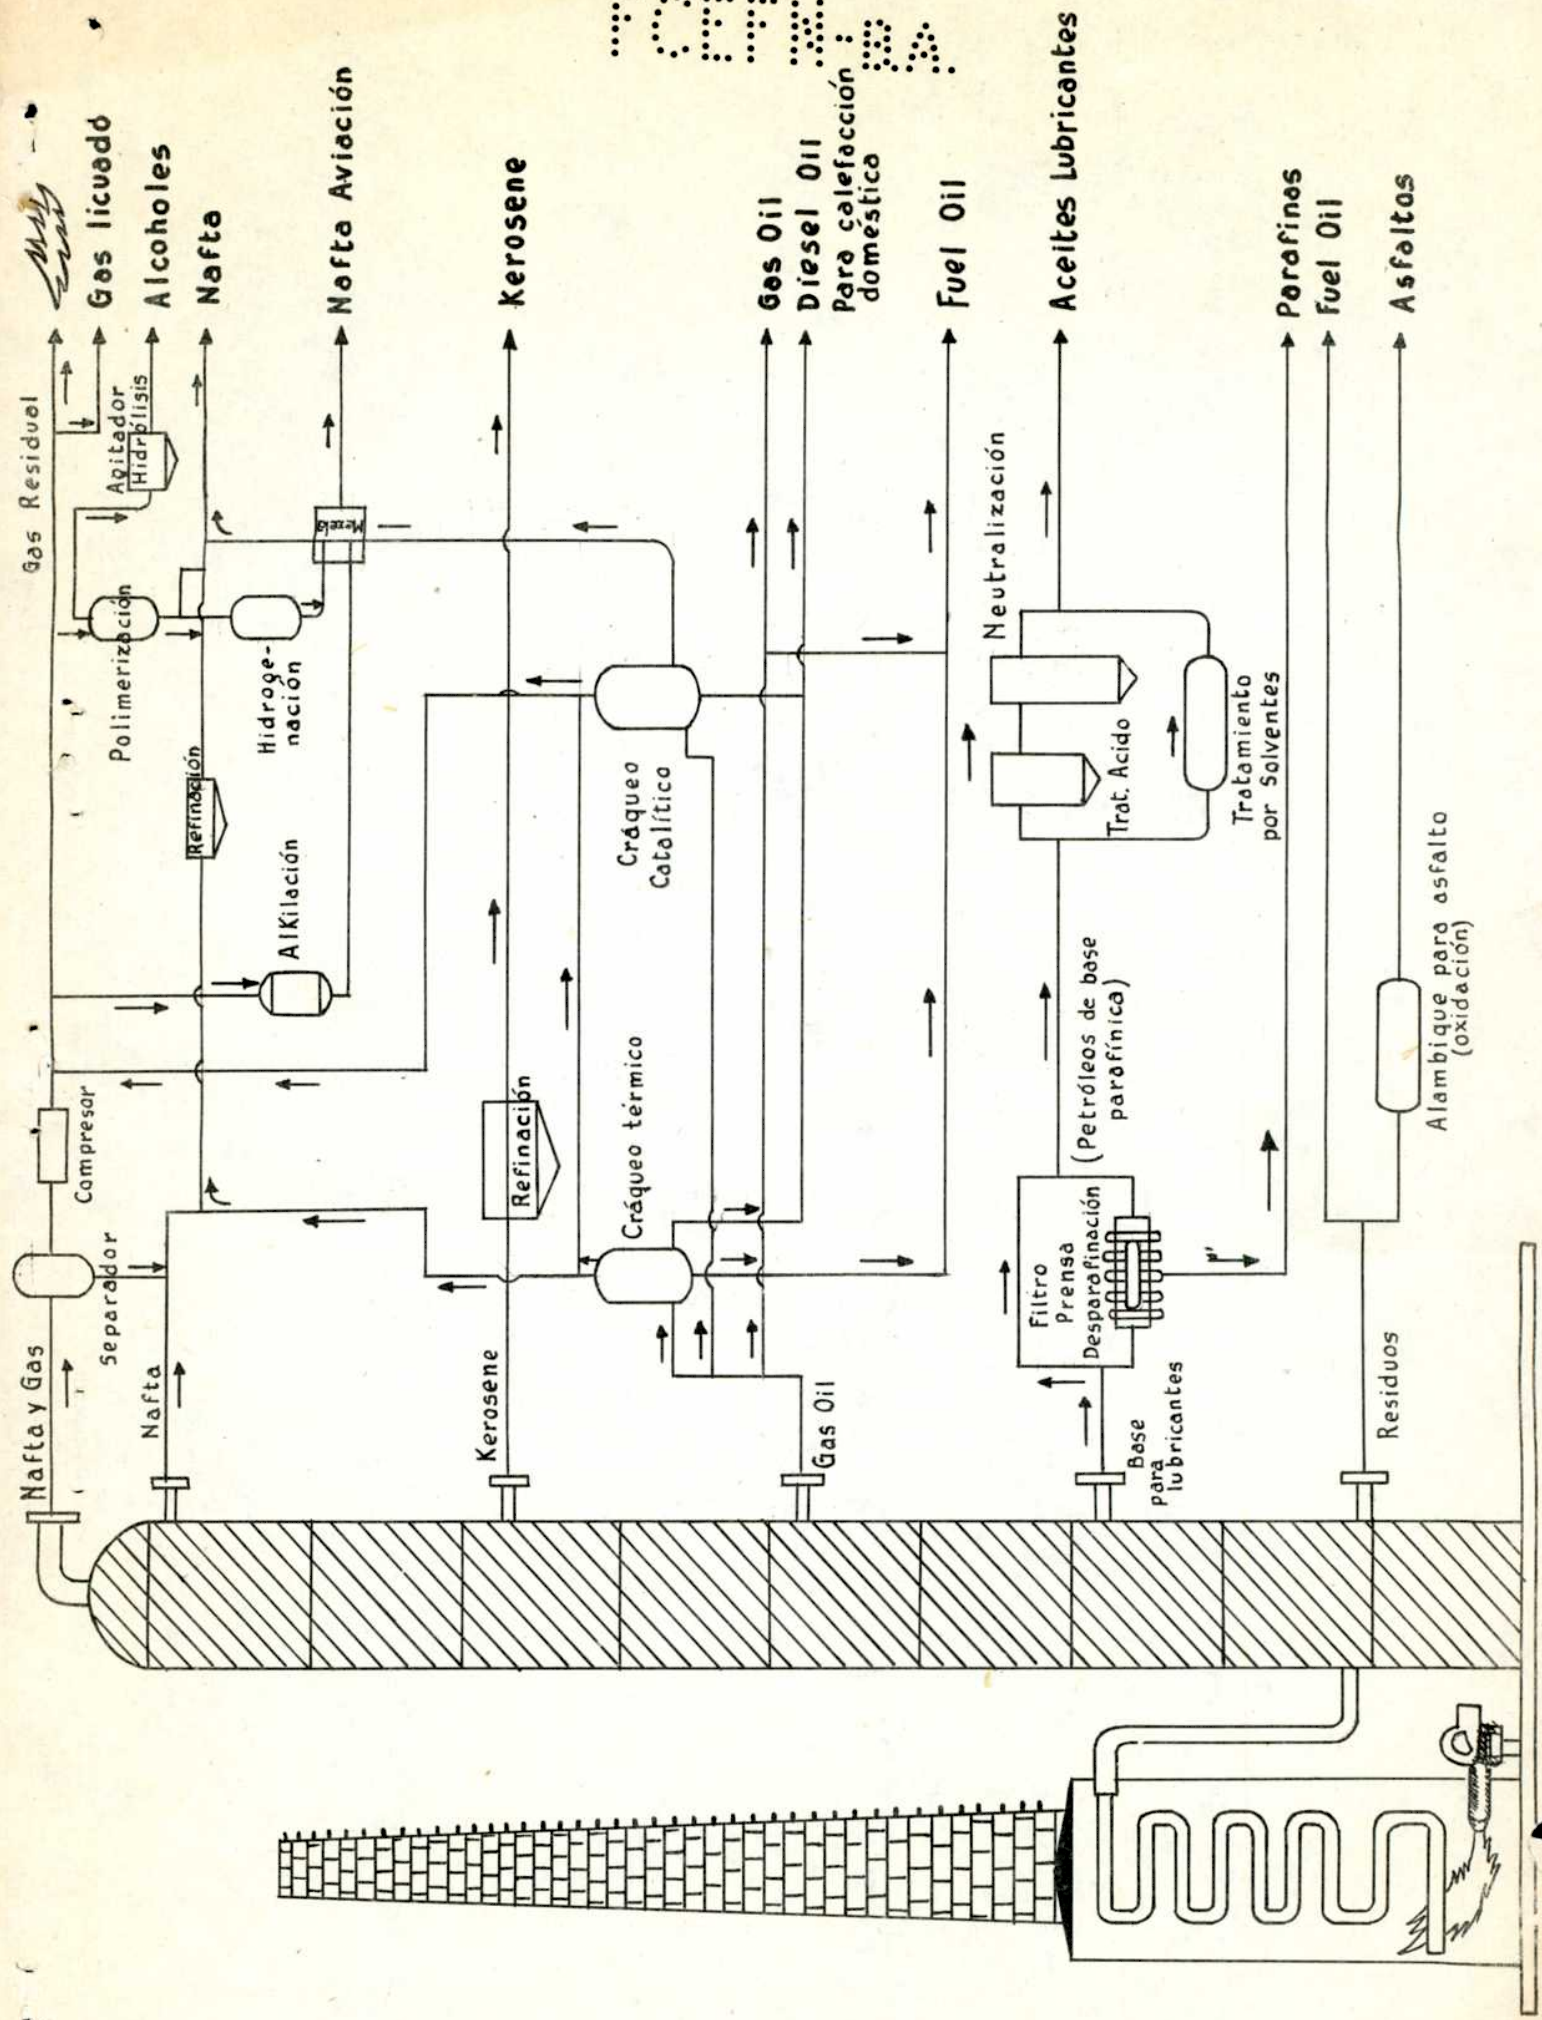 Nafta y Gas
Separador
Compresor
Gas Residual
Nafta
Kerosene
Gas Oil
Base
para
lubricantes
Residuos
Refinación
Cráqueo térmico
Filtro
Prensa
Desparafinación
(Petróleos de base
parafínica)
Alambique para asfalto
(oxidación)
Alkilación
Refinación
Polimerización
Hidroge-
nación
Agitador
Hidrólisis
Mezcla
Cráqueo
Catalítico
Trat. Acido
Neutralización
Tratamiento
por Solventes
Gas licuado
Alcoholes
Nafta
Nafta Aviación
Kerosene
Gas Oil
Diesel Oil
Para calefacción
doméstica
Fuel Oil
Aceites Lubricantes
Parafinas
Fuel Oil
Asfaltos